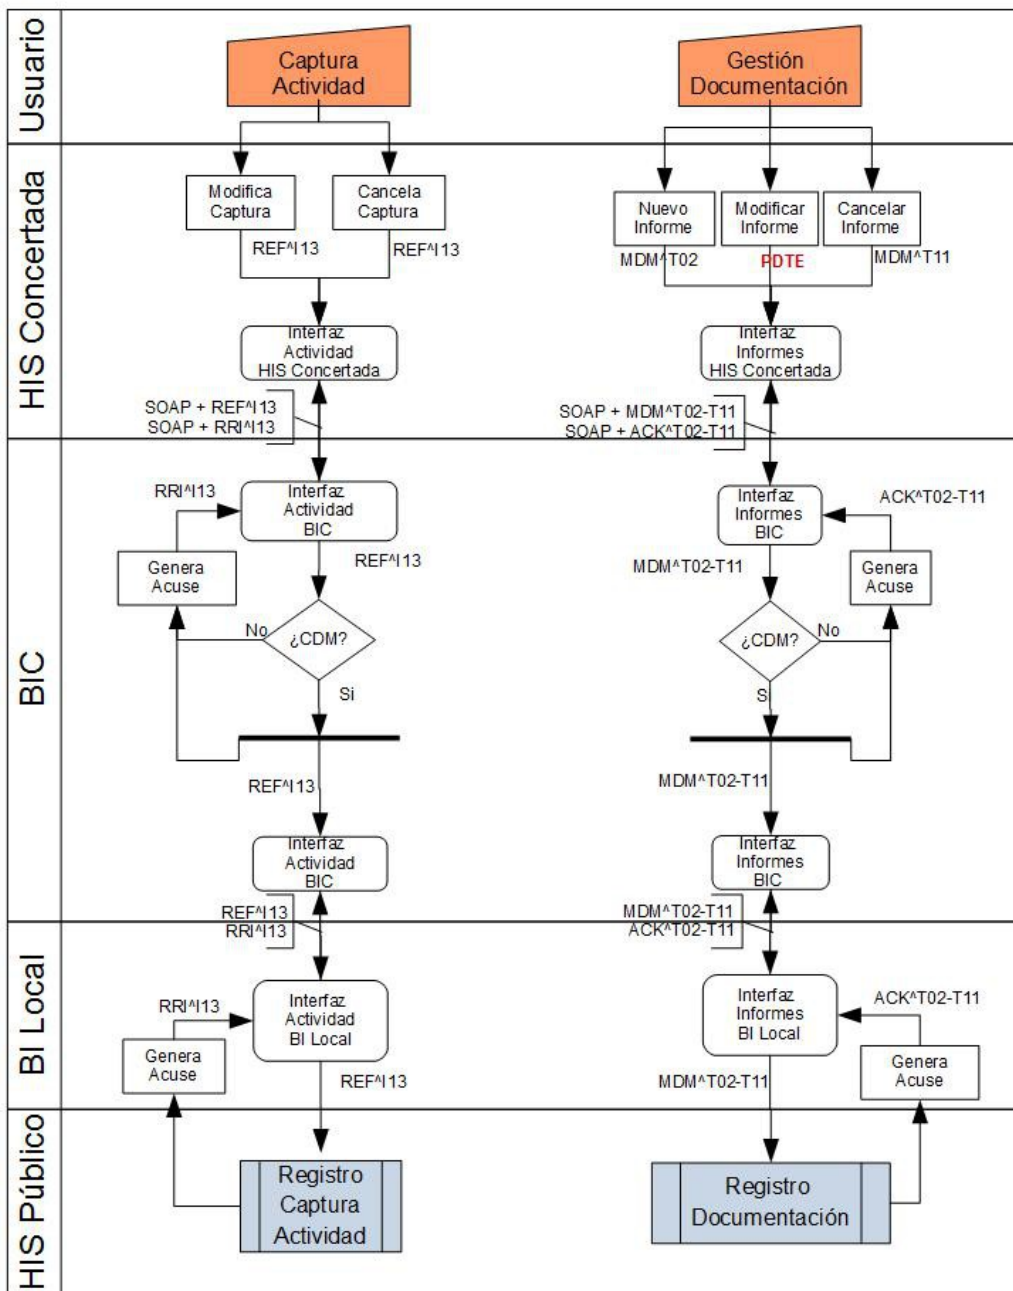 Usuario
Captura
Actividad
Gestión
Documentación
HIS Concertada
Modifica
Captura
Cancela
Captura
Nuevo
Informe
Modificar
Informe
Cancelar
Informe
REF^I13
REF^I13
MDM^T02
PDTE
MDM^T11
Interfaz
Actividad
HIS Concertada
Interfaz
Informes
HIS Concertada
SOAP + REF^I13
SOAP + RRI^I13
SOAP + MDM^T02-T11
SOAP + ACK^T02-T11
BIC
RRI^I13
Interfaz
Actividad
BIC
Interfaz
Informes
BIC
ACK^T02-T11
Genera
Acuse
REF^I13
MDM^T02-T11
Genera
Acuse
No
¿CDM?
¿CDM?
No
Si
Si
REF^I13
MDM^T02-T11
Interfaz
Actividad
BIC
Interfaz
Informes
BIC
REF^I13
RRI^I13
MDM^T02-T11
ACK^T02-T11
BI Local
RRI^I13
Interfaz
Actividad
BI Local
Interfaz
Informes
BI Local
ACK^T02-T11
Genera
Acuse
REF^I13
MDM^T02-T11
Genera
Acuse
HIS Público
Registro
Captura
Actividad
Registro
Documentación